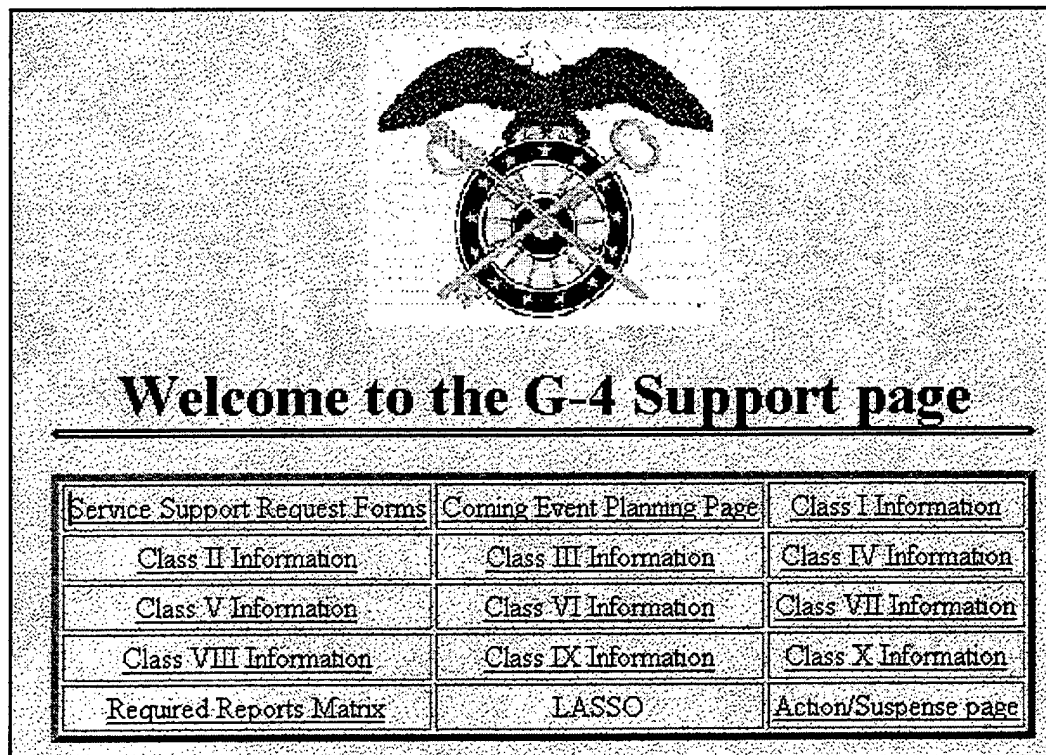 Welcome to the G-4 Support page
Service Support Request Forms Coming Event Planning Page Class I Information
Class II Information Class III Information Class IV Information
Class V Information Class VI Information Class VII Information
Class VIII Information Class IX Information Class X Information
Required Reports Matrix LASSO Action/Suspense page